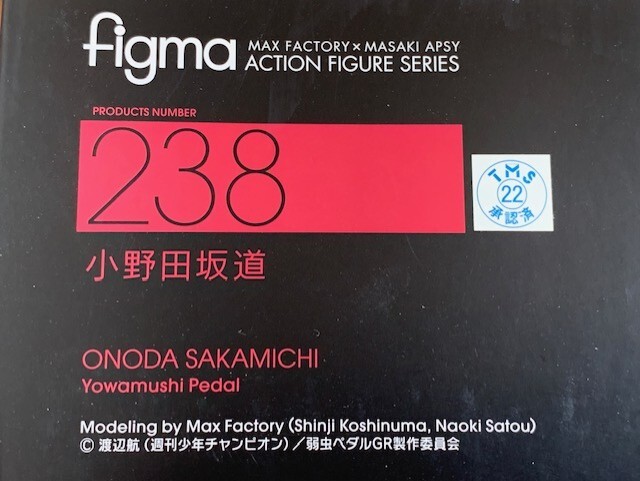 figma MAX FACTORY×MASAKI APSY
ACTION FIGURE SERIES
PRODUCTS NUMBER
238
TMS
22
承認済
小野田坂道
ONODA SAKAMICHI
Yowamushi Pedal
Modeling by Max Factory (Shinji Koshinuma, Naoki Satou)
© 渡辺航（週刊少年チャンピオン）／弱虫ペダルGR製作委員会